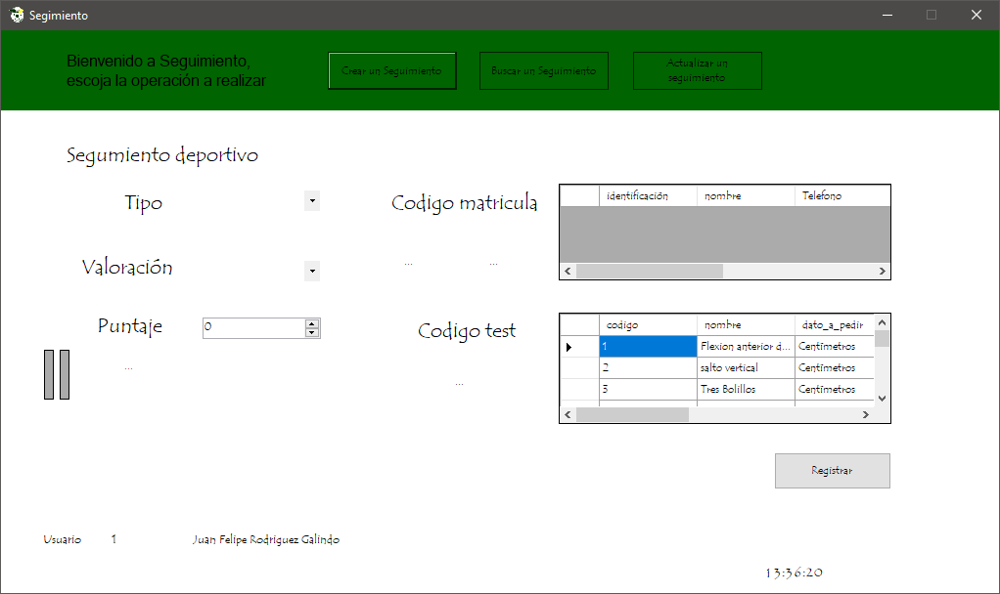 Segimiento
Bienvenido a Seguimiento,
escoja la operación a realizar
Crear un Seguimiento
Buscar un Seguimiento
Actualizar un
seguimiento
Segumiento deportivo
Tipo
Codigo matricula
identificación nombre Telefono
Valoración
... ...
Puntaje 0
Codigo test
codigo nombre dato_a_pedir
1 Flexion anterior d... Centímetros
2 salto vertical Centímetros
3 Tres Bolillos Centímetros
...
...
Registrar
Usuario 1 Juan Felipe Rodríguez Galindo
13:36:20